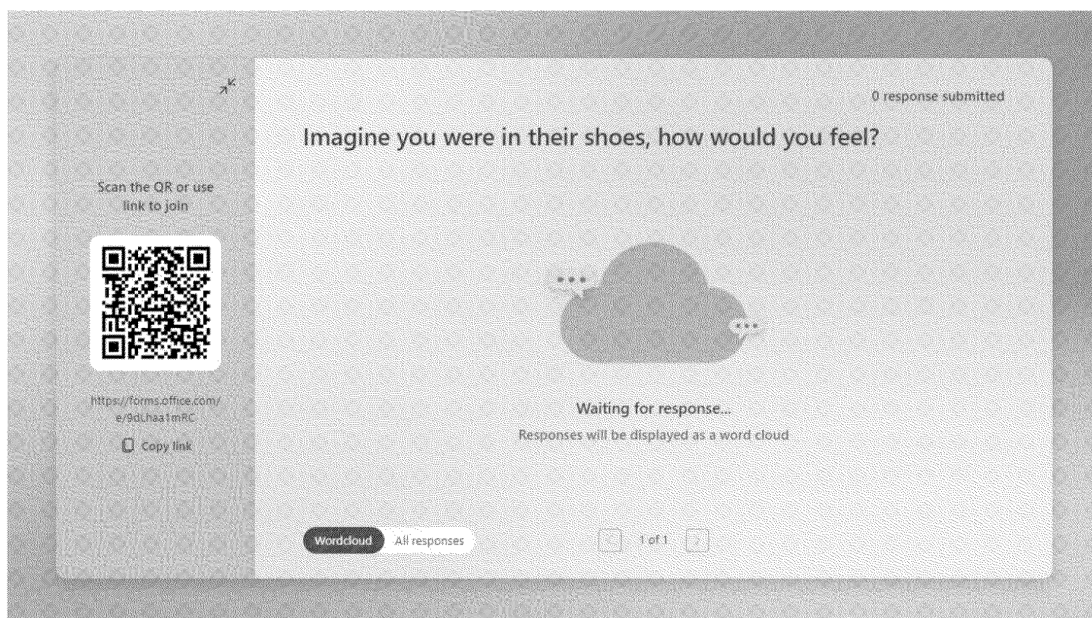 0 response submitted
Imagine you were in their shoes, how would you feel?
Scan the QR or use
link to join
https://forms.office.com/
e/9dLhaa1mRC
Copy link
Waiting for response...
Responses will be displayed as a word cloud
Wordcloud
All responses
1 of 1